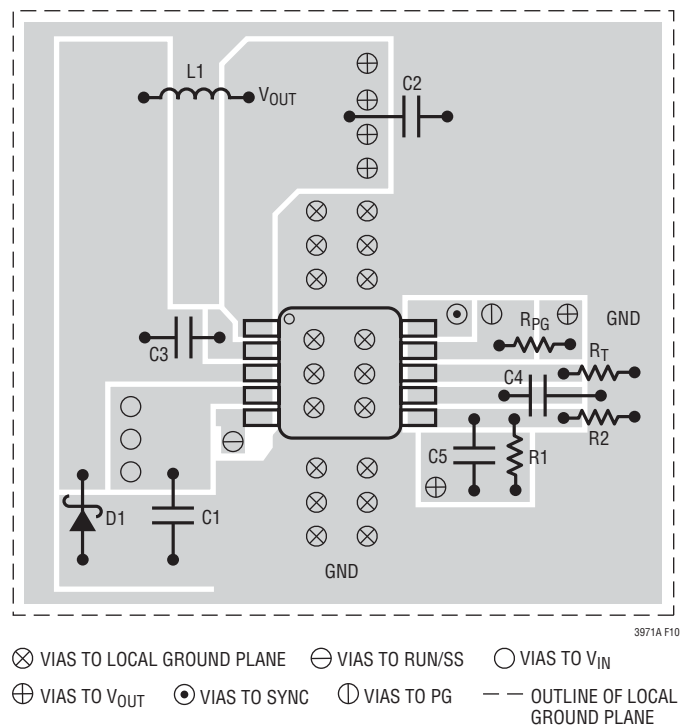 L1
VOUT
C2
C3
RPG
GND
RT
C4
R2
C5
R1
D1
C1
GND
3971A F10
VIAS TO LOCAL GROUND PLANE
VIAS TO RUN/SS
VIAS TO VIN
VIAS TO VOUT
VIAS TO SYNC
VIAS TO PG
OUTLINE OF LOCAL
GROUND PLANE